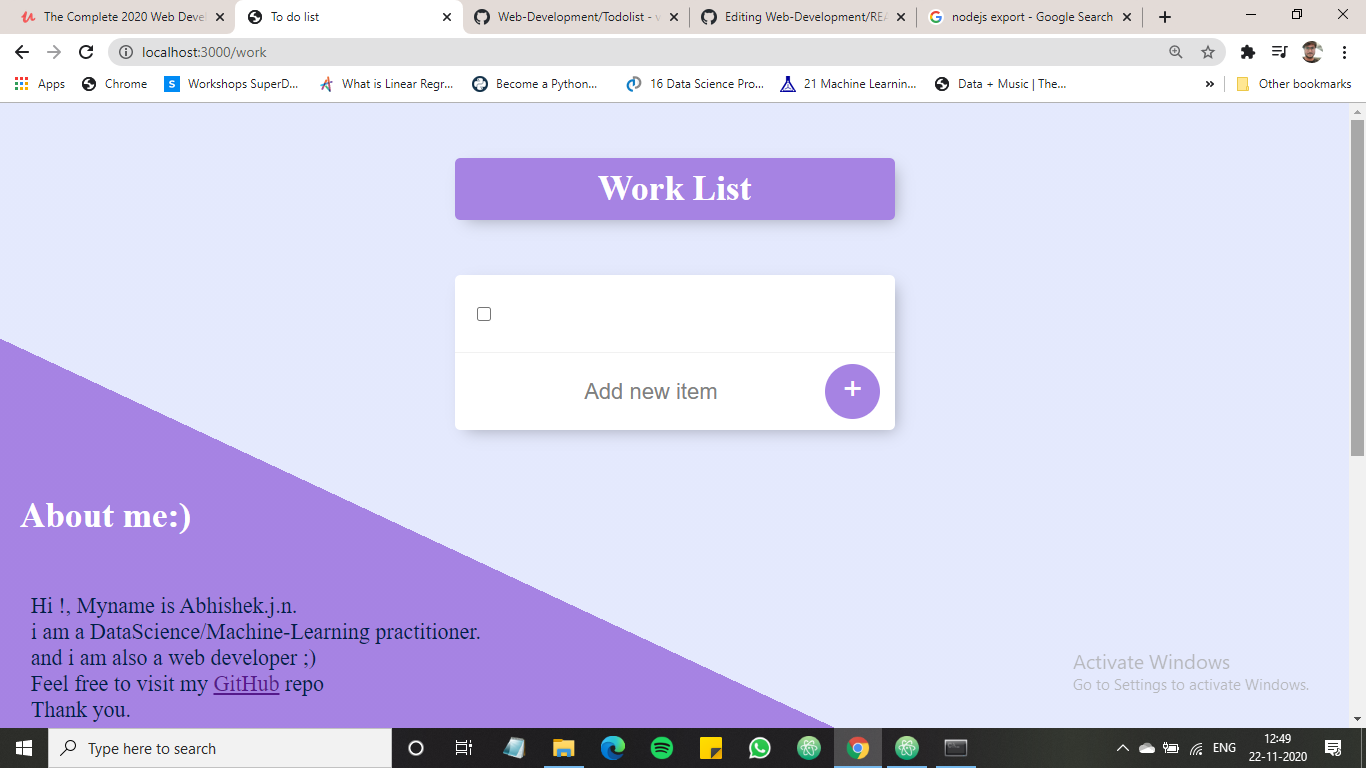 The Complete 2020 Web Devel
To do list
Web-Development/Todolist - v
Editing Web-Development/REA
nodejs export - Google Search
localhost:3000/work
Apps
Chrome
Workshops SuperD...
What is Linear Regr...
Become a Python...
16 Data Science Pro...
21 Machine Learnin...
Data + Music | The...
»
Other bookmarks
Work List
Add new item
+
About me:)
Hi !, Myname is Abhishek.j.n.
i am a DataScience/Machine-Learning practitioner.
and i am also a web developer ;)
Feel free to visit my GitHub repo
Thank you.
Activate Windows
Go to Settings to activate Windows.
Type here to search
ENG
12:49
22-11-2020